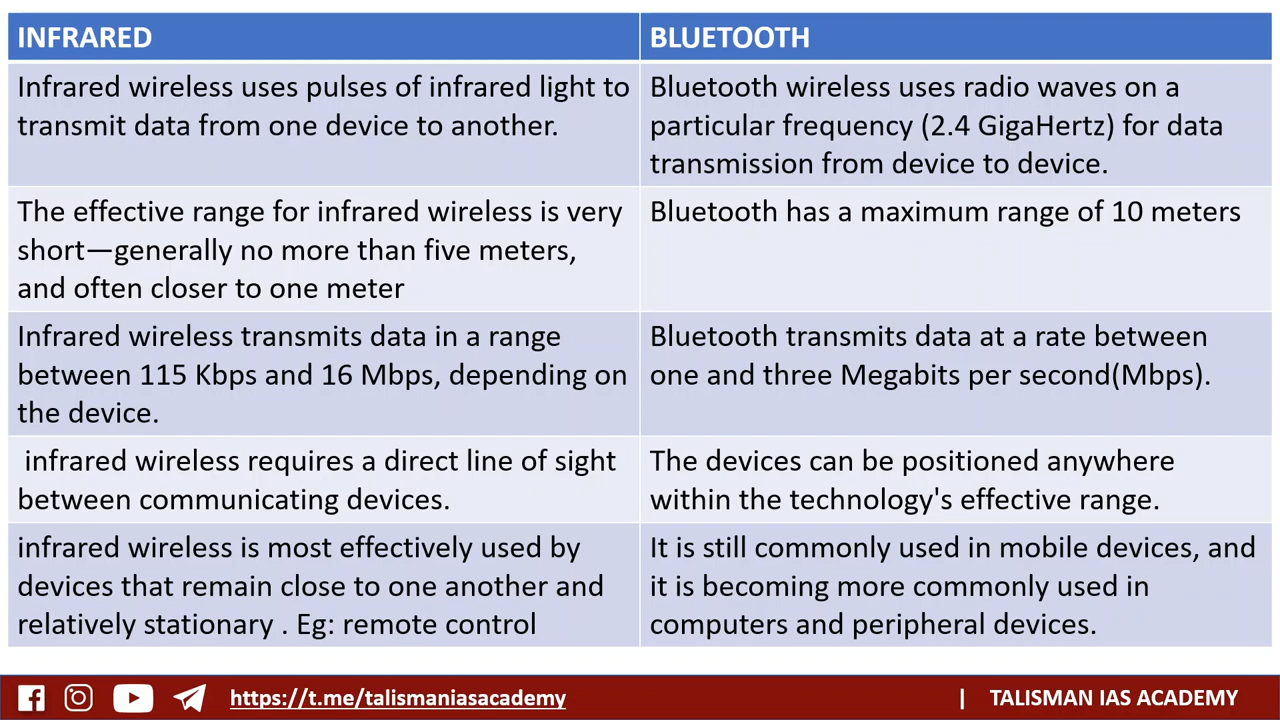 INFRARED
BLUETOOTH
Infrared wireless uses pulses of infrared light to
transmit data from one device to another.
Bluetooth wireless uses radio waves on a
particular frequency (2.4 GigaHertz) for data
transmission from device to device.
The effective range for infrared wireless is very
short—generally no more than five meters,
and often closer to one meter
Bluetooth has a maximum range of 10 meters
Infrared wireless transmits data in a range
between 115 Kbps and 16 Mbps, depending on
the device.
Bluetooth transmits data at a rate between
one and three Megabits per second(Mbps).
infrared wireless requires a direct line of sight
between communicating devices.
The devices can be positioned anywhere
within the technology's effective range.
infrared wireless is most effectively used by
devices that remain close to one another and
relatively stationary . Eg: remote control
It is still commonly used in mobile devices, and
it is becoming more commonly used in
computers and peripheral devices.
https://t.me/talismaniasacademy
| TALISMAN IAS ACADEMY